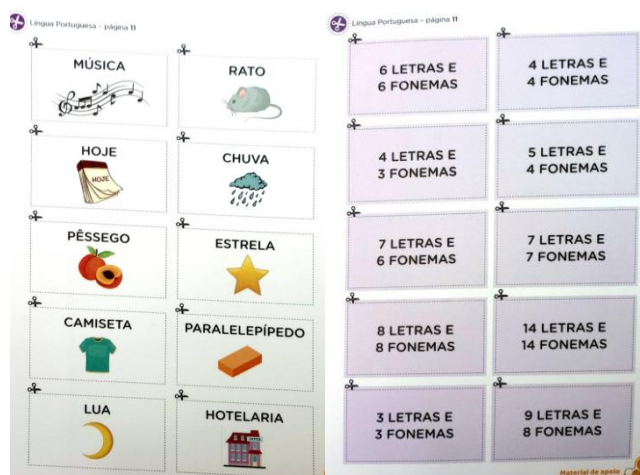 Língua Portuguesa – página 11
MÚSICA
RATO
HOJE
HOJE
CHUVA
PÊSSEGO
ESTRELA
CAMISETA
PARALELEPÍPEDO
LUA
HOTELARIA
Língua Portuguesa – página 11
6 LETRAS E
6 FONEMAS
4 LETRAS E
4 FONEMAS
4 LETRAS E
3 FONEMAS
5 LETRAS E
4 FONEMAS
7 LETRAS E
6 FONEMAS
7 LETRAS E
7 FONEMAS
8 LETRAS E
8 FONEMAS
14 LETRAS E
14 FONEMAS
3 LETRAS E
3 FONEMAS
9 LETRAS E
8 FONEMAS
Material de apoio